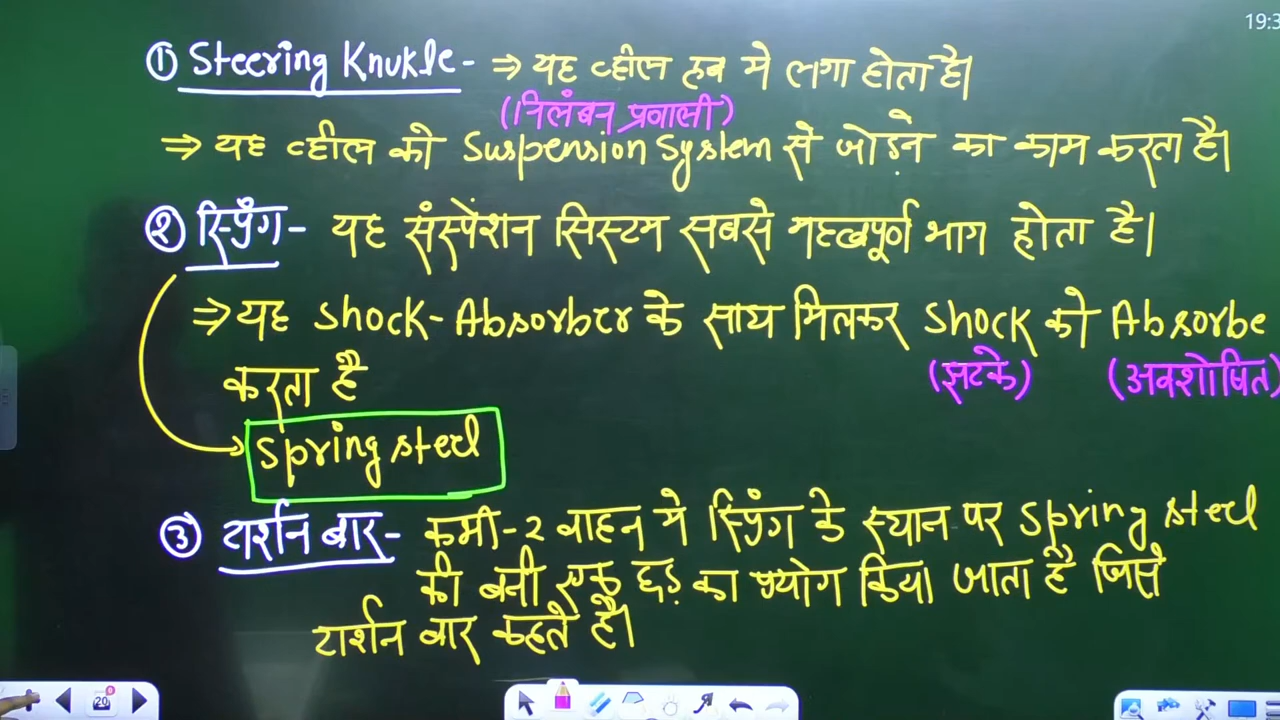 19:3
① Steering Knukle - ⇒ यह व्हील हब मे लगा होता है।
(निलंबन प्रणाली)
⇒ यह व्हील को Suspension System से जोड़ने का काम करता है।
② स्प्रिंग - यह संस्पेंशन सिस्टम सबसे महत्वपूर्ण भाग होता है।
⇒ यह Shock-Absorber के साथ मिलकर Shock को Absorbe
(झटके) (अवशोषित)
करता है
Spring steel
③ टार्शन बार - कभी-2 वाहन मे स्प्रिंग के स्थान पर Spring steel
की बनी एक छड़ का प्रयोग किया जाता है जिसे
टार्शन बार कहते है।
20